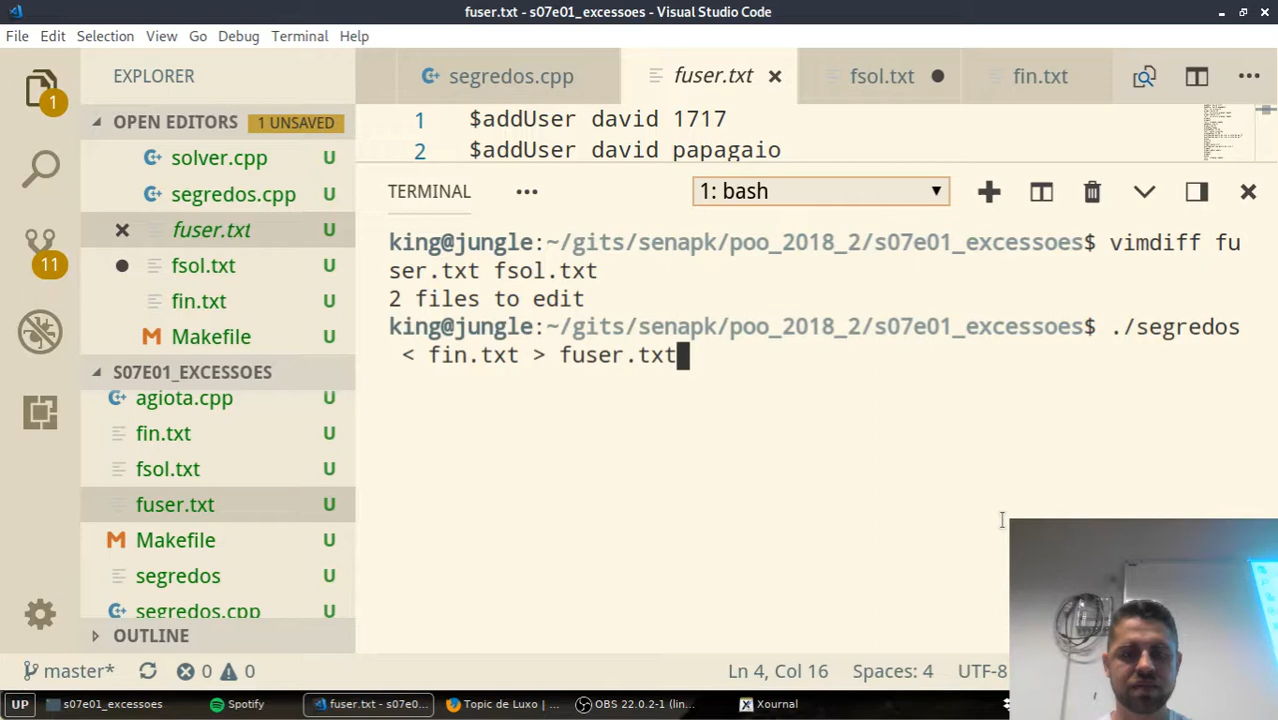 fuser.txt - s07e01_excessoes - Visual Studio Code
File Edit Selection View Go Debug Terminal Help
EXPLORER
segredos.cpp fuser.txt fsol.txt fin.txt
1
OPEN EDITORS 1 UNSAVED
solver.cpp U
segredos.cpp U
fuser.txt U
fsol.txt U
fin.txt U
Makefile U
11
S07E01_EXCESSOES
agiota.cpp U
fin.txt U
fsol.txt U
fuser.txt U
Makefile U
segredos U
segredos.cpp U
OUTLINE
1 $addUser david 1717
2 $addUser david papagaio
TERMINAL ... 1: bash
king@jungle:~/gits/senapk/poo_2018_2/s07e01_excessoes$ vimdiff fu
ser.txt fsol.txt
2 files to edit
king@jungle:~/gits/senapk/poo_2018_2/s07e01_excessoes$ ./segredos
< fin.txt > fuser.txt
master* 0 0 Ln 4, Col 16 Spaces: 4 UTF-8
UP s07e01_excessoes Spotify fuser.txt - s07e0... Topic de Luxo |... OBS 22.0.2-1 (lin... Xournal